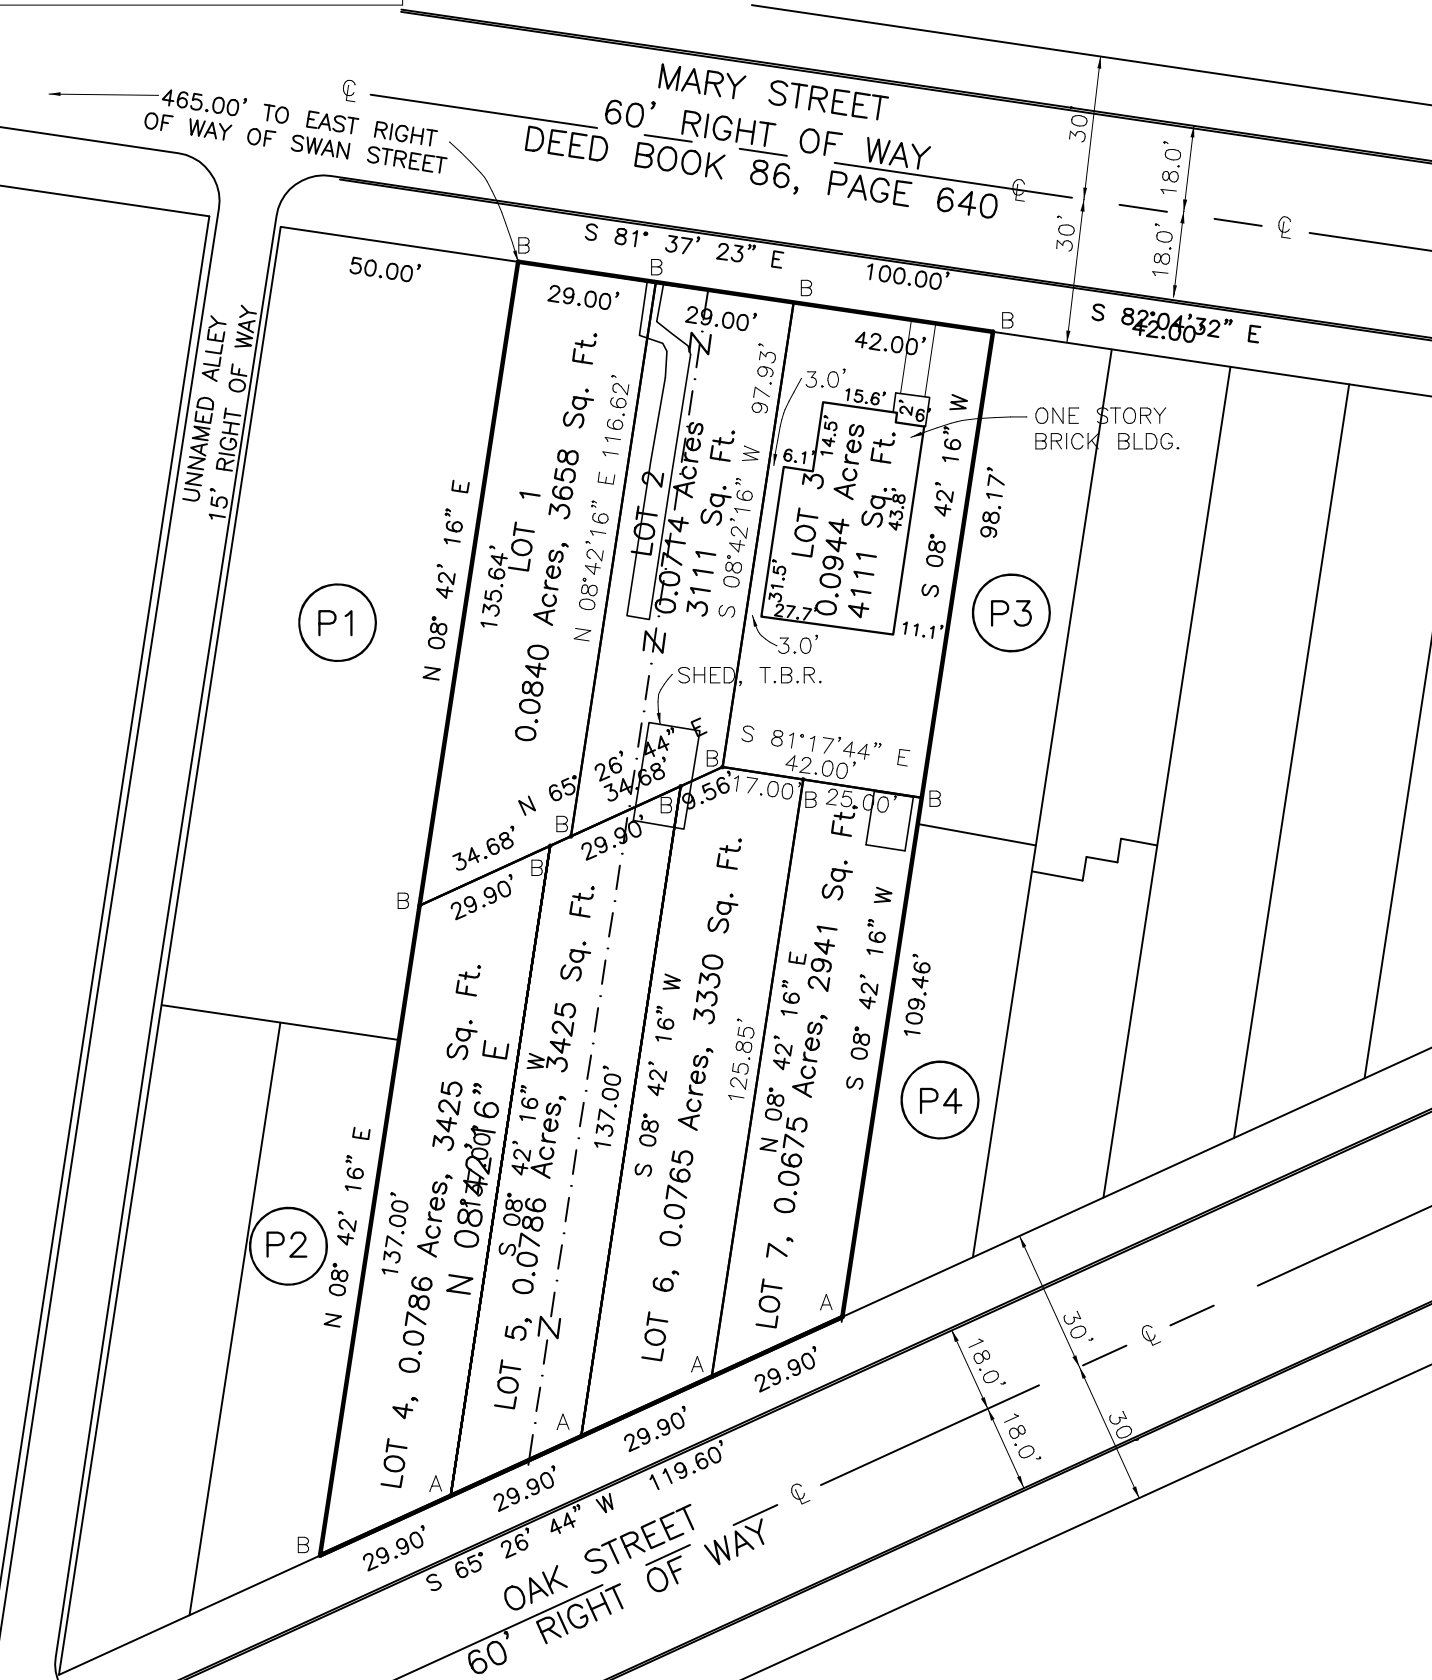 MARY STREET
60' RIGHT OF WAY
DEED BOOK 86, PAGE 640
℄
℄
℄
465.00' TO EAST RIGHT
OF WAY OF SWAN STREET
30'
30'
18.0'
18.0'
S 81° 37' 23" E
100.00'
S 82°04'32" E
42.00'
50.00'
B
B
B
B
29.00'
29.00'
42.00'
UNNAMED ALLEY
15' RIGHT OF WAY
N 08° 42' 16" E
135.64'
LOT 1
0.0840 Acres, 3658 Sq. Ft.
N 08°42'16" E 116.62'
LOT 2
0.0714 Acres
3111 Sq. Ft.
Z
Z
S 08°42'16" W
97.93'
3.0'
15.6'
2'
6'
14.5'
6.1'
LOT 3
0.0944 Acres
4111 Sq. Ft.
43.8'
31.5'
27.7'
11.1'
3.0'
ONE STORY
BRICK BLDG.
S 08° 42' 16" W
98.17'
P1
P3
SHED, T.B.R.
N 65° 26' 44" E
34.68'
34.68'
9.56'
S 81°17'44" E
42.00'
17.00'
25.00'
B
B
B
B
B
B
B
29.90'
29.90'
N 08° 42' 16" E
137.00'
LOT 4, 0.0786 Acres, 3425 Sq. Ft.
N 08°42'16" E
137.00'
S 08° 42' 16" W
LOT 5, 0.0786 Acres, 3425 Sq. Ft.
Z
137.00'
S 08° 42' 16" W
LOT 6, 0.0765 Acres, 3330 Sq. Ft.
125.85'
N 08° 42' 16" E
LOT 7, 0.0675 Acres, 2941 Sq. Ft.
S 08° 42' 16" W
109.46'
P4
P2
A
A
A
A
B
29.90'
29.90'
29.90'
29.90'
S 65° 26' 44" W
119.60'
OAK STREET
60' RIGHT OF WAY
℄
℄
30'
30'
18.0'
18.0'